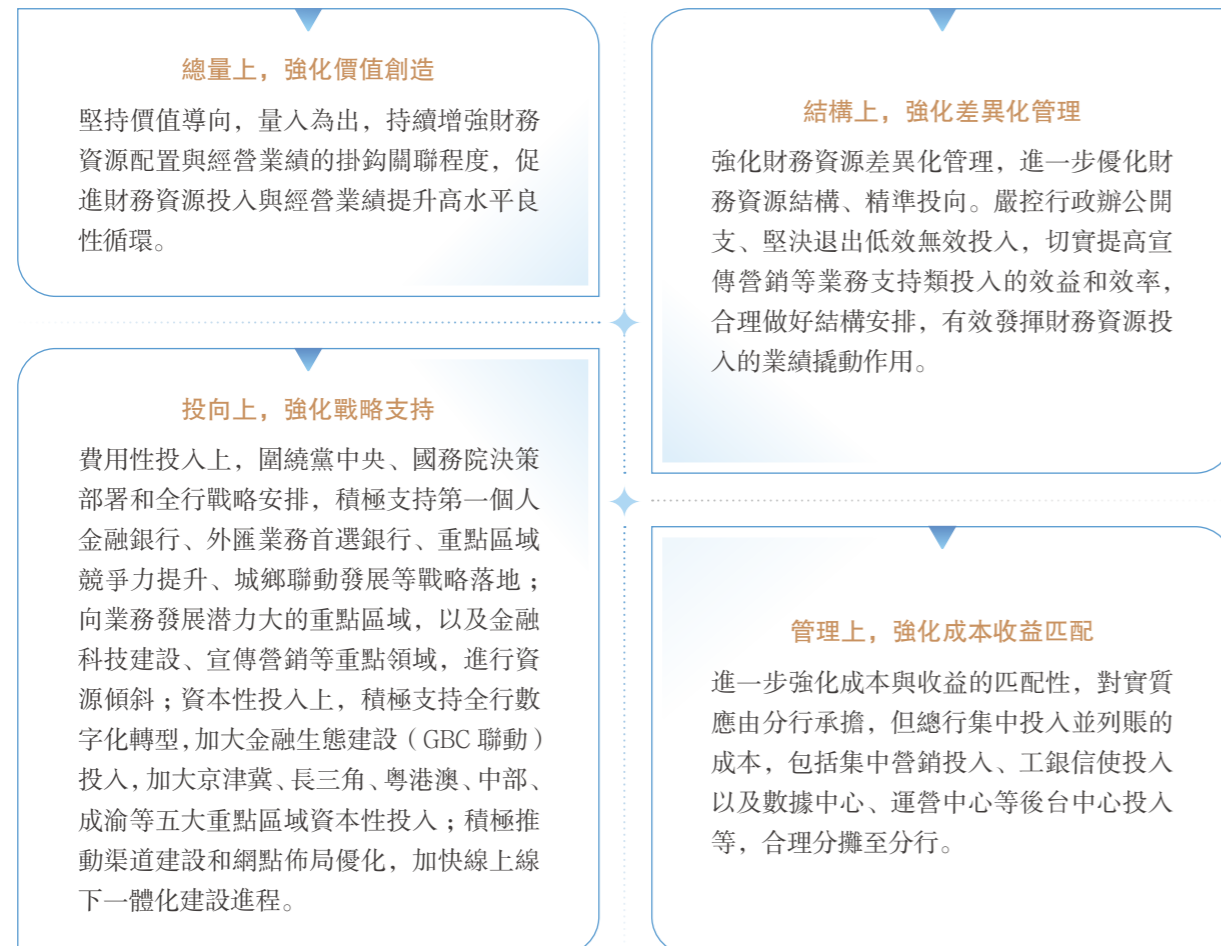 總量上，強化價值創造
堅持價值導向，量入為出，持續增強財務
資源配置與經營業績的掛鈎關聯程度，促
進財務資源投入與經營業績提升高水平良
性循環。
結構上，強化差異化管理
強化財務資源差異化管理，進一步優化財
務資源結構、精準投向。嚴控行政辦公開
支、堅決退出低效無效投入，切實提高宣
傳營銷等業務支持類投入的效益和效率，
合理做好結構安排，有效發揮財務資源投
入的業績撬動作用。
投向上，強化戰略支持
費用性投入上，圍繞黨中央、國務院決策
部署和全行戰略安排，積極支持第一個人
金融銀行、外匯業務首選銀行、重點區域
競爭力提升、城鄉聯動發展等戰略落地；
向業務發展潛力大的重點區域，以及金融
科技建設、宣傳營銷等重點領域，進行資
源傾斜；資本性投入上，積極支持全行數
字化轉型，加大金融生態建設（GBC 聯動）
投入，加大京津冀、長三角、粵港澳、中部、
成渝等五大重點區域資本性投入；積極推
動渠道建設和網點佈局優化，加快線上線
下一體化建設進程。
管理上，強化成本收益匹配
進一步強化成本與收益的匹配性，對實質
應由分行承擔，但總行集中投入並列賬的
成本，包括集中營銷投入、工銀信使投入
以及數據中心、運營中心等後台中心投入
等，合理分攤至分行。